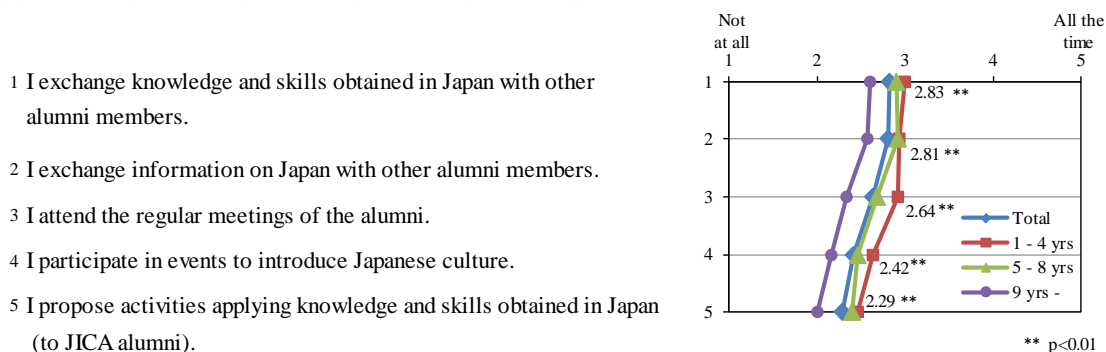 Not
at all
All the
time
1 2 3 4 5
1 I exchange knowledge and skills obtained in Japan with other
alumni members.
2 I exchange information on Japan with other alumni members.
3 I attend the regular meetings of the alumni.
4 I participate in events to introduce Japanese culture.
5 I propose activities applying knowledge and skills obtained in Japan
(to JICA alumni).
1
2
3
4
5
2.83 **
2.81 **
2.64 **
2.42 **
2.29 **
Total
1 - 4 yrs
5 - 8 yrs
9 yrs -
** p<0.01